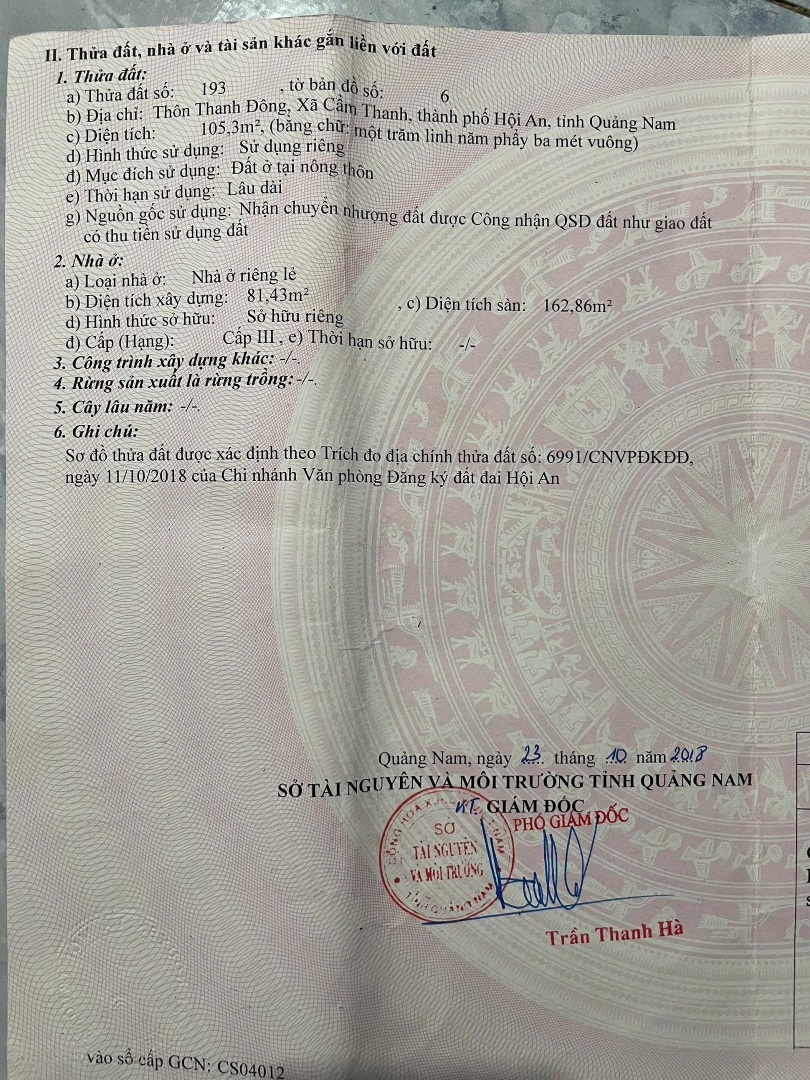 II. Thửa đất, nhà ở và tài sản khác gắn liền với đất
1. Thửa đất:
a) Thửa đất số: 193 , tờ bản đồ số: 6
b) Địa chỉ: Thôn Thanh Đông, Xã Cẩm Thanh, thành phố Hội An, tỉnh Quảng Nam
c) Diện tích: 105,3m², (bằng chữ: một trăm linh năm phẩy ba mét vuông)
d) Hình thức sử dụng: Sử dụng riêng
đ) Mục đích sử dụng: Đất ở tại nông thôn
e) Thời hạn sử dụng: Lâu dài
g) Nguồn gốc sử dụng: Nhận chuyển nhượng đất được Công nhận QSD đất như giao đất
có thu tiền sử dụng đất
2. Nhà ở:
a) Loại nhà ở: Nhà ở riêng lẻ
b) Diện tích xây dựng: 81,43m² , c) Diện tích sàn: 162,86m²
d) Hình thức sở hữu: Sở hữu riêng
đ) Cấp (Hạng): Cấp III , e) Thời hạn sở hữu: -/-
3. Công trình xây dựng khác: -/-.
4. Rừng sản xuất là rừng trồng: -/-.
5. Cây lâu năm: -/-.
6. Ghi chú:
Sơ đồ thửa đất được xác định theo Trích đo địa chính thửa đất số: 6991/CNVPĐKĐĐ,
ngày 11/10/2018 của Chi nhánh Văn phòng Đăng ký đất đai Hội An
Quảng Nam, ngày 23 tháng 10 năm 2018
SỞ TÀI NGUYÊN VÀ MÔI TRƯỜNG TỈNH QUẢNG NAM
KT. GIÁM ĐỐC
PHÓ GIÁM ĐỐC
SỞ
TÀI NGUYÊN
VÀ MÔI TRƯỜNG
TỈNH QUẢNG NAM
Trần Thanh Hà
vào sổ cấp GCN: CS04012